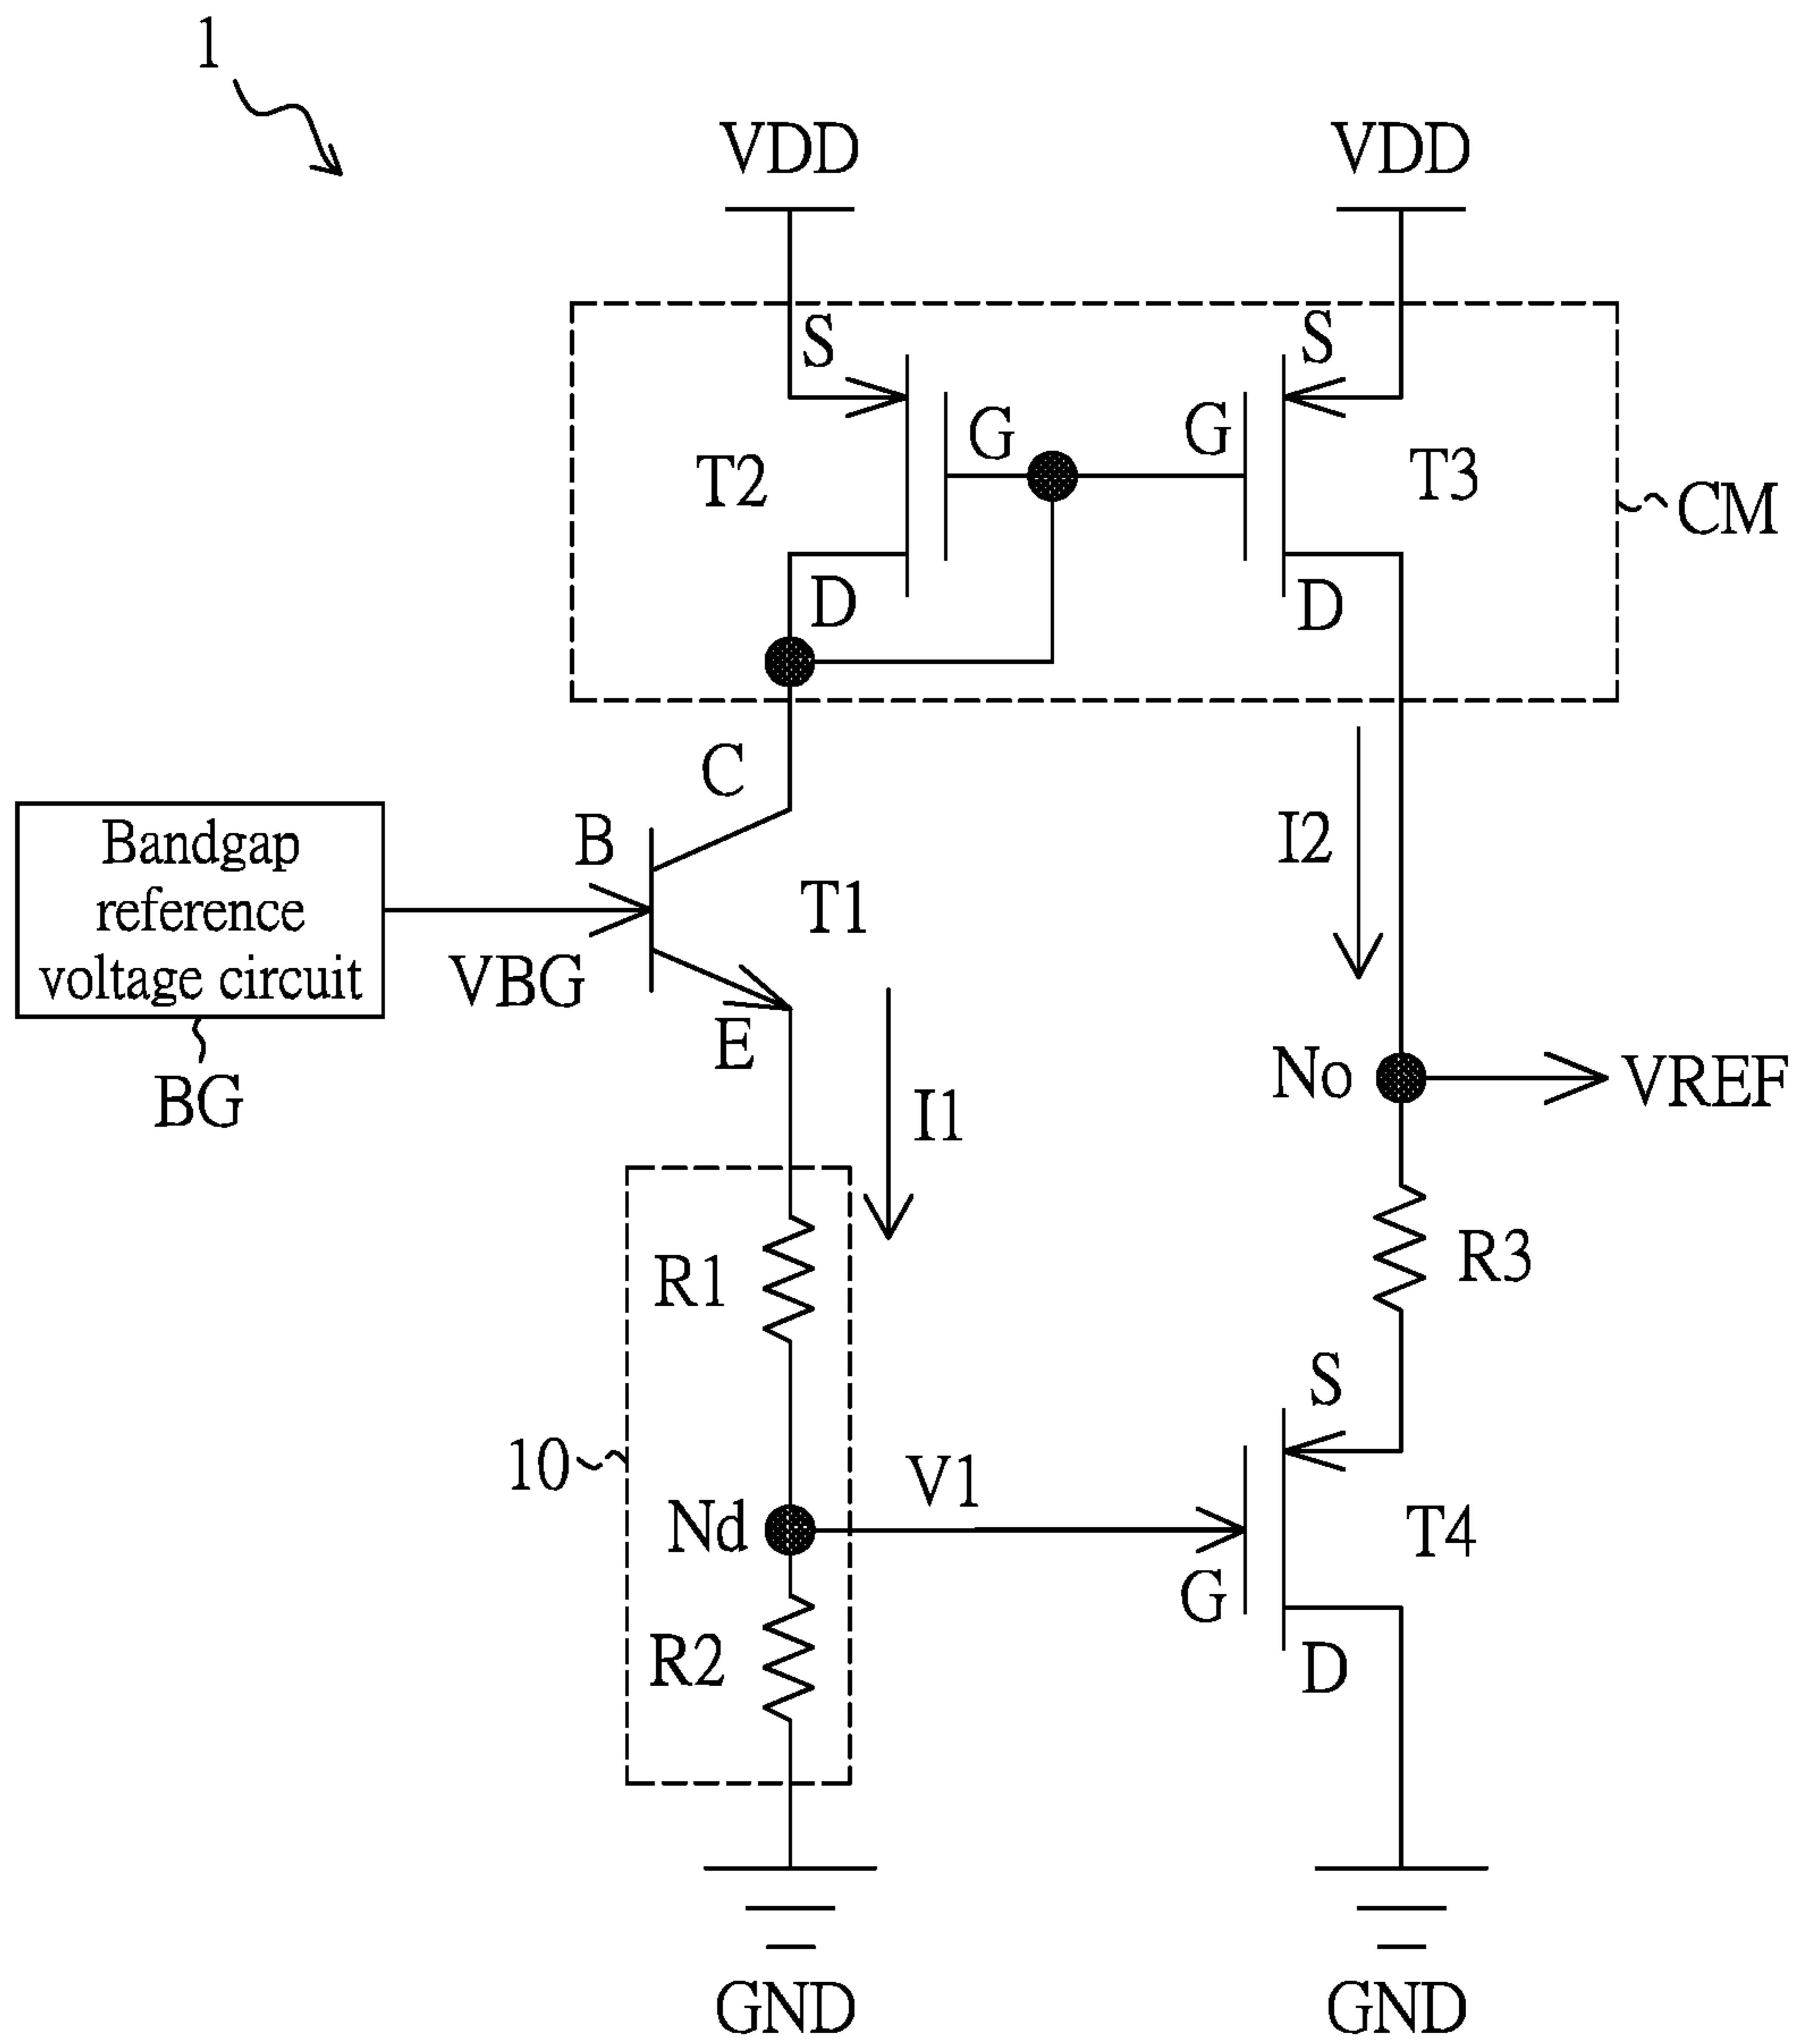 1
VDD
VDD
S
S
G
G
T2
T3
CM
D
D
C
B
Bandgap
reference
voltage circuit
T1
I2
VBG
E
No
VREF
BG
I1
R1
R3
S
10
V1
Nd
T4
G
R2
D
GND
GND